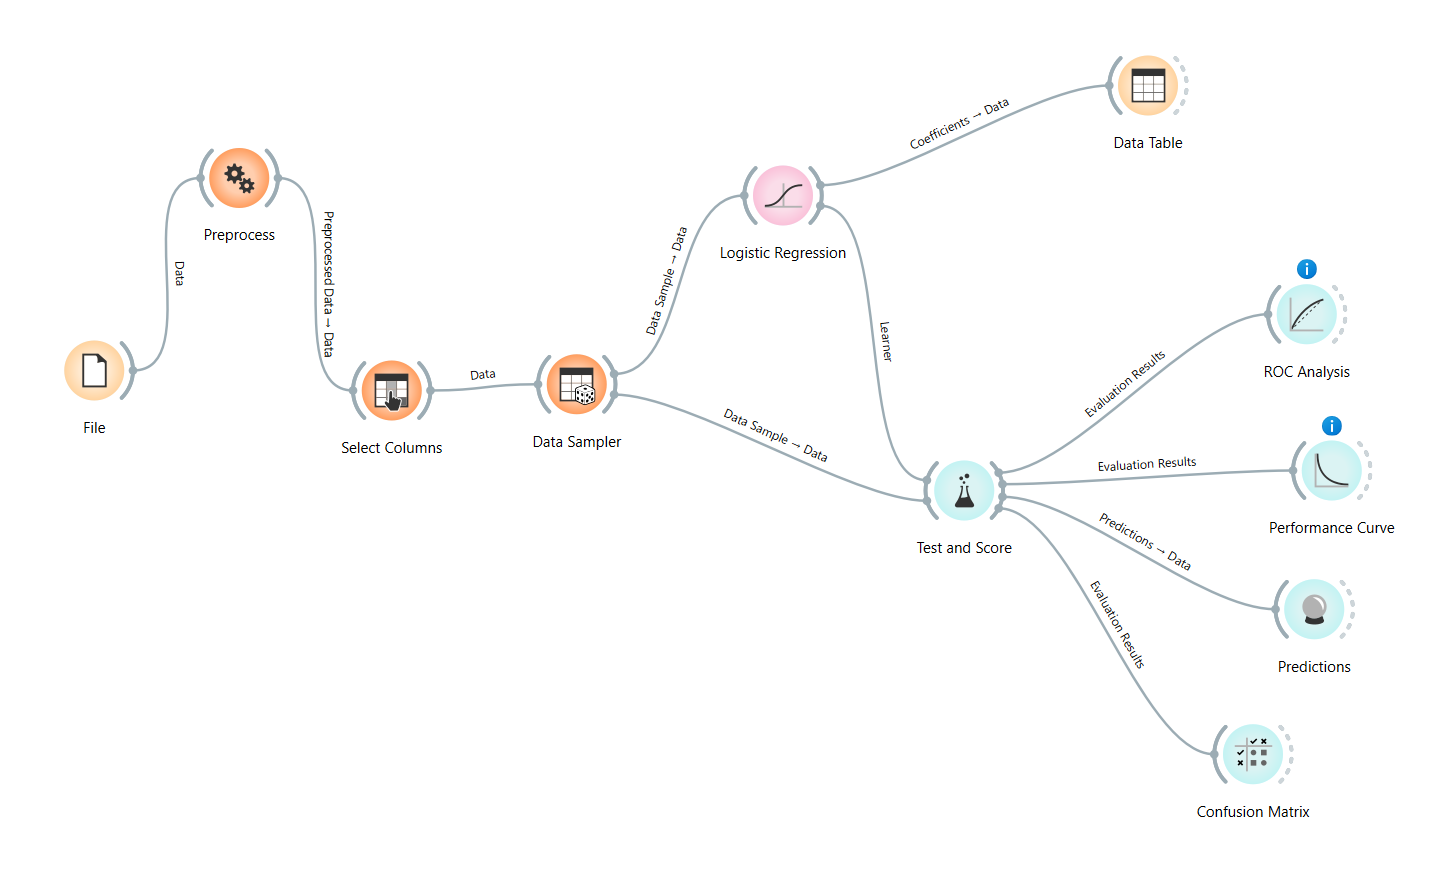 File
Data
Preprocess
Preprocessed Data → Data
Select Columns
Data
Data Sampler
Data Sample → Data
Data Sample → Data
Logistic Regression
Coefficients → Data
Data Table
Learner
Test and Score
Evaluation Results
i
ROC Analysis
Evaluation Results
i
Performance Curve
Predictions → Data
Predictions
Evaluation Results
Confusion Matrix